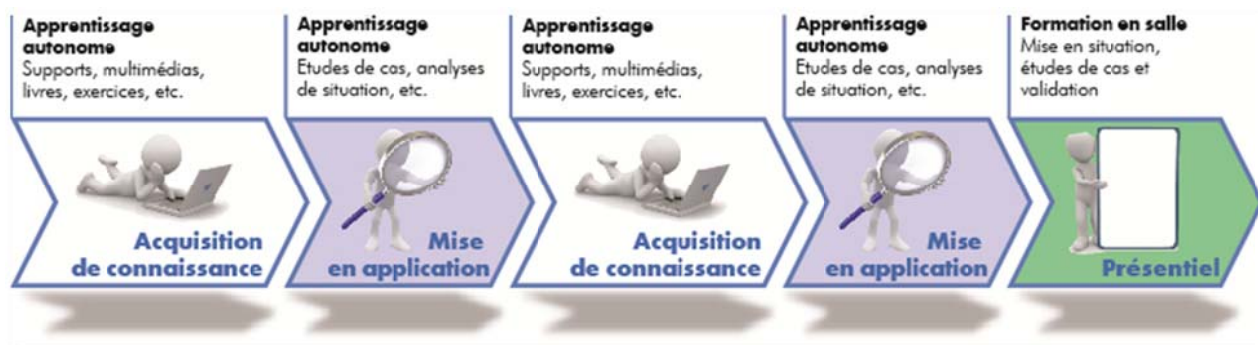 Apprentissage
autonome
Supports, multimédias,
livres, exercices, etc.
Acquisition
de connaissance
Apprentissage
autonome
Etudes de cas, analyses
de situation, etc.
Mise
en application
Apprentissage
autonome
Supports, multimédias,
livres, exercices, etc.
Acquisition
de connaissance
Apprentissage
autonome
Etudes de cas, analyses
de situation, etc.
Mise
en application
Formation en salle
Mise en situation,
études de cas et
validation
Présentiel